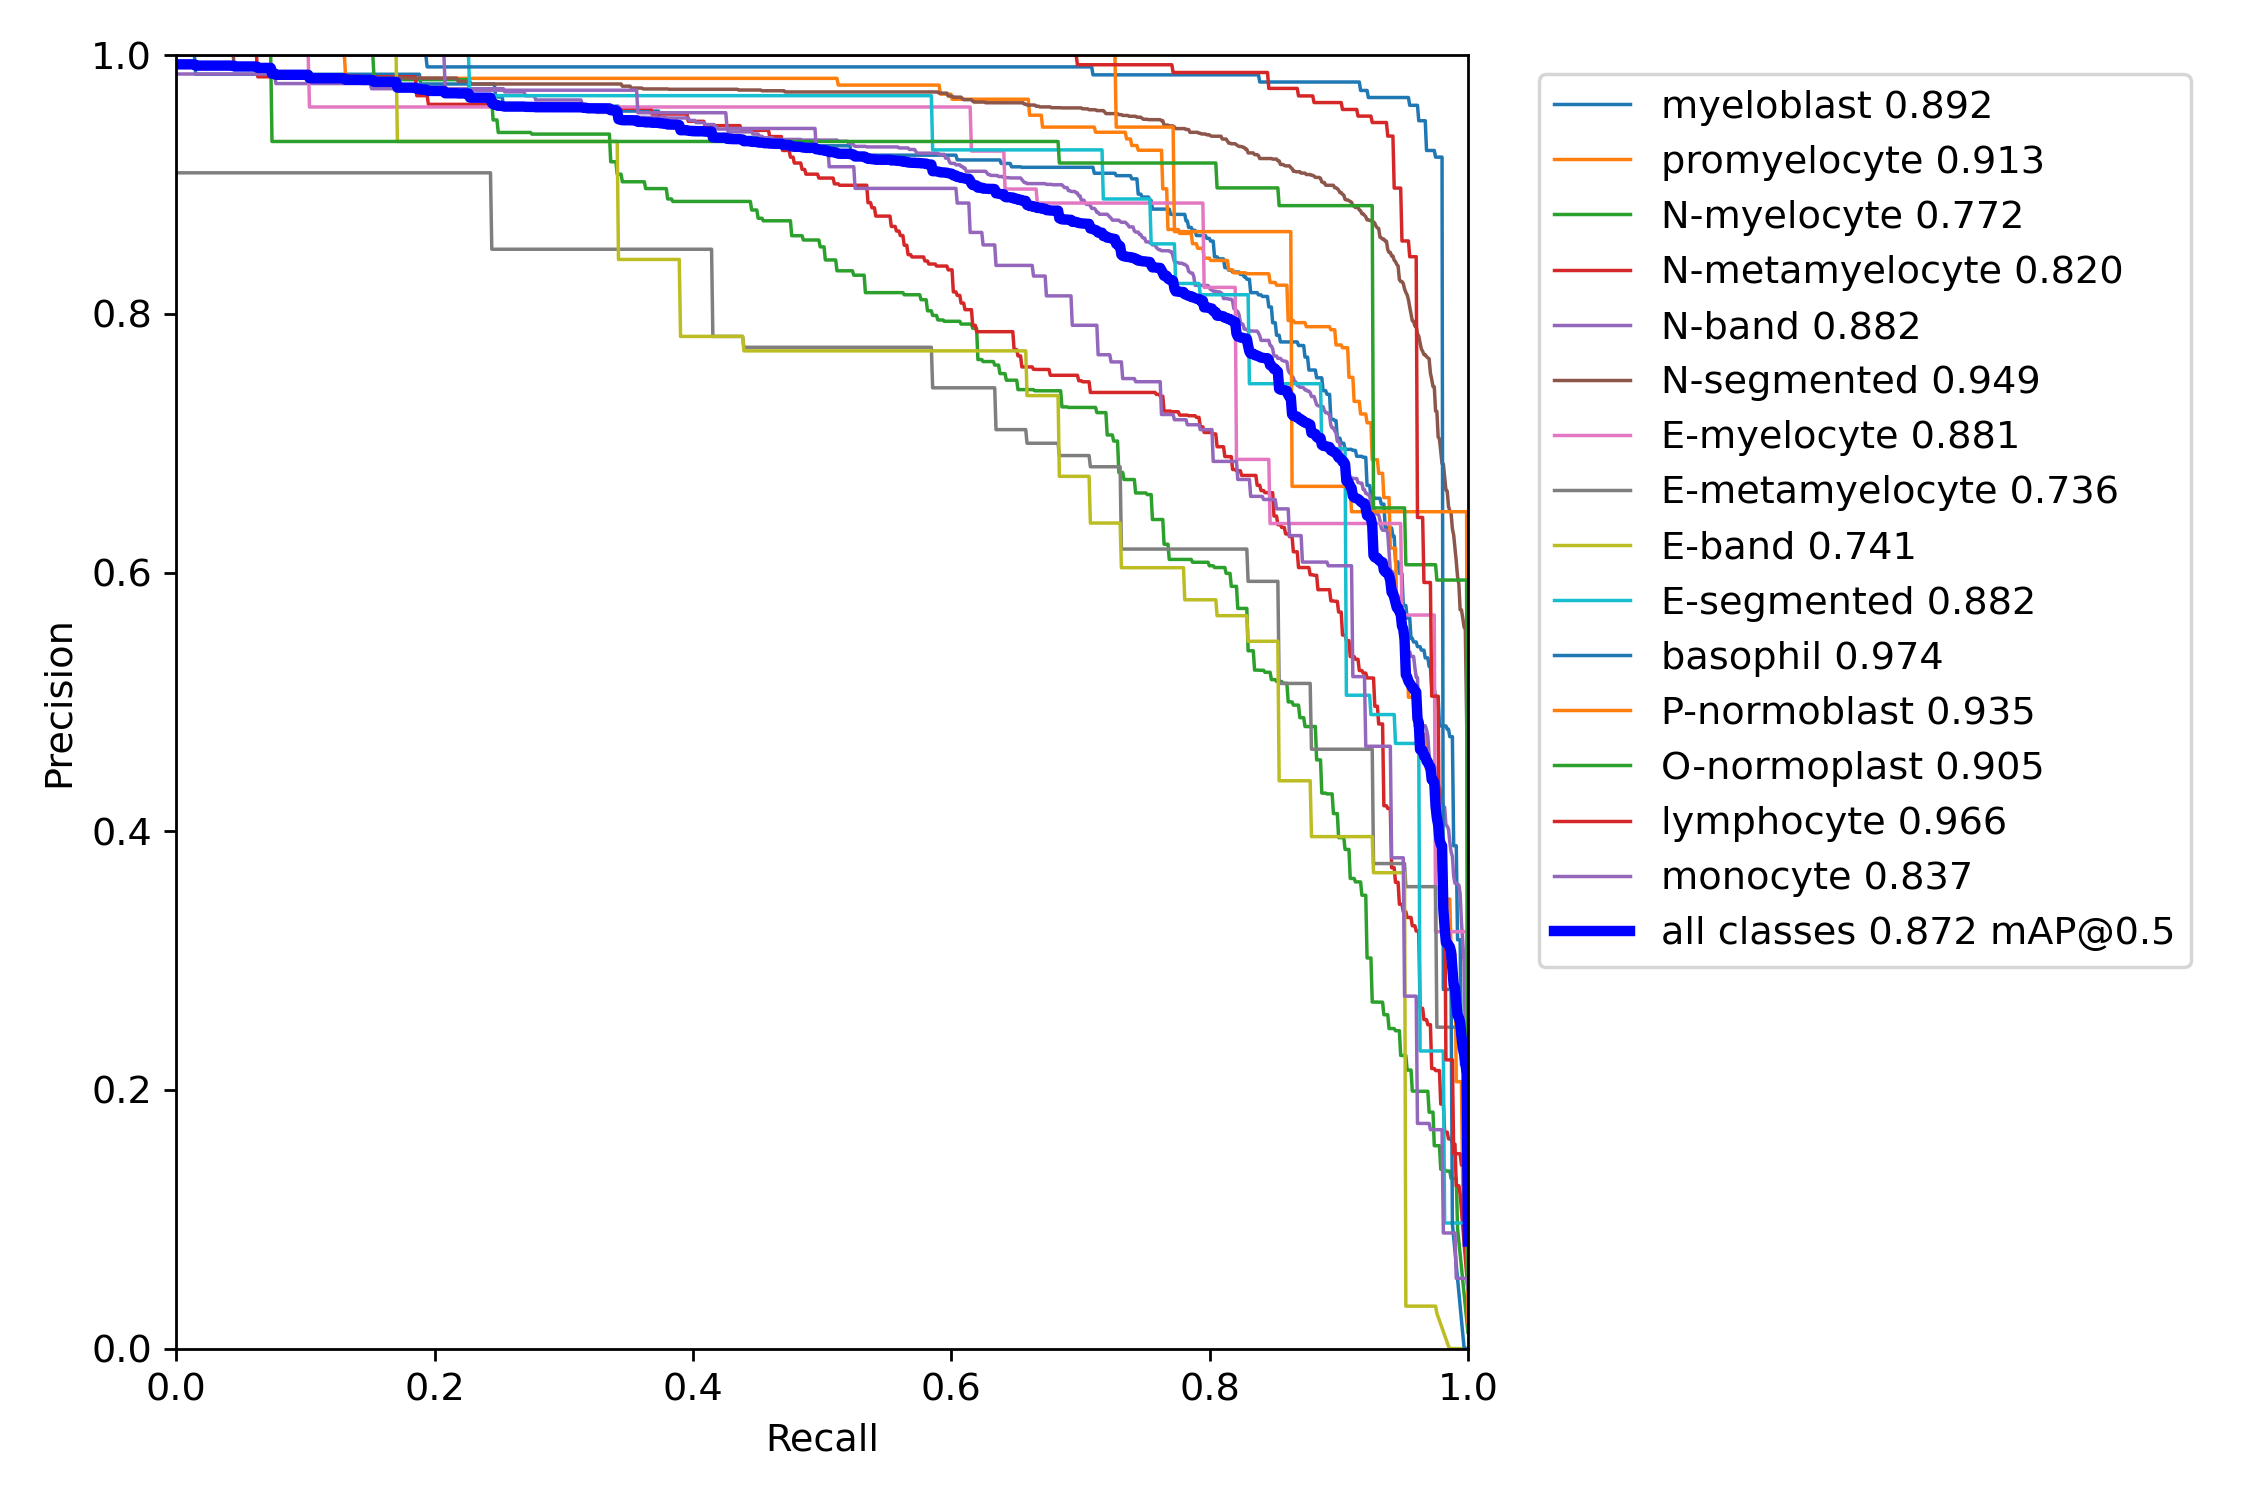 1.0
0.8
0.6
0.4
0.2
0.0
Precision
0.0 0.2 0.4 0.6 0.8 1.0
Recall
myeloblast 0.892
promyelocyte 0.913
N-myelocyte 0.772
N-metamyelocyte 0.820
N-band 0.882
N-segmented 0.949
E-myelocyte 0.881
E-metamyelocyte 0.736
E-band 0.741
E-segmented 0.882
basophil 0.974
P-normoblast 0.935
O-normoplast 0.905
lymphocyte 0.966
monocyte 0.837
all classes 0.872 mAP@0.5